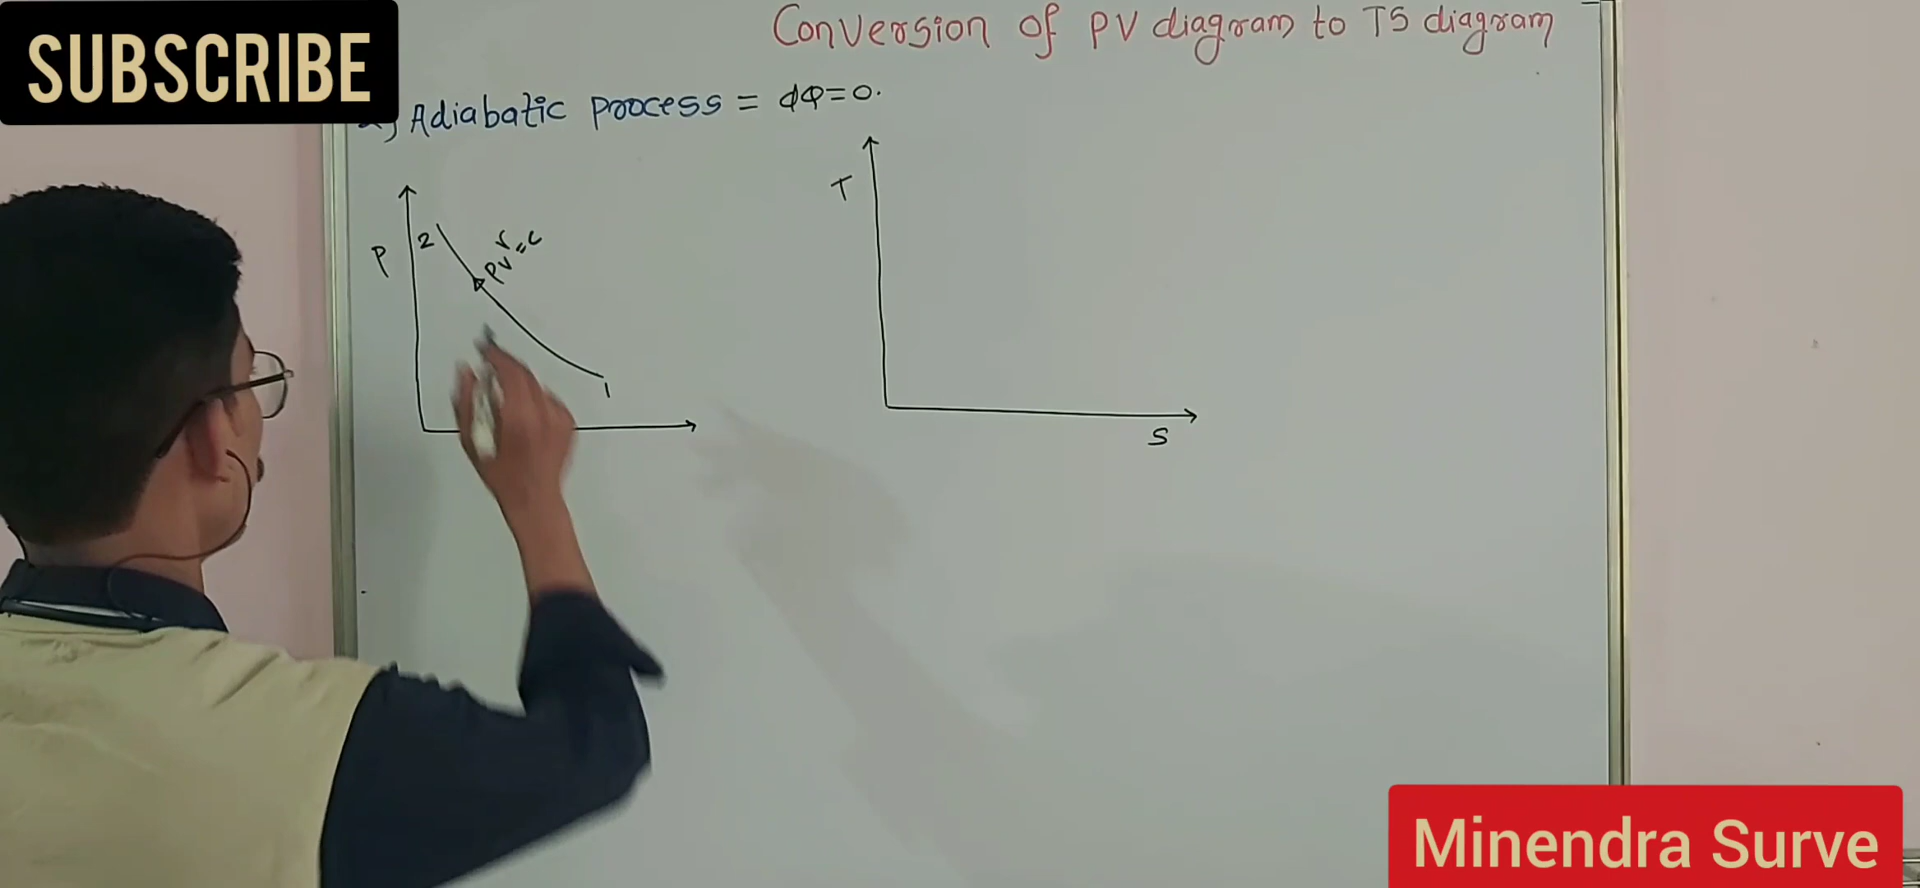 SUBSCRIBE
Conversion of PV diagram to TS diagram
Adiabatic process = dQ=0.
T
P
2
PV^γ=C
1
S
Minendra Surve